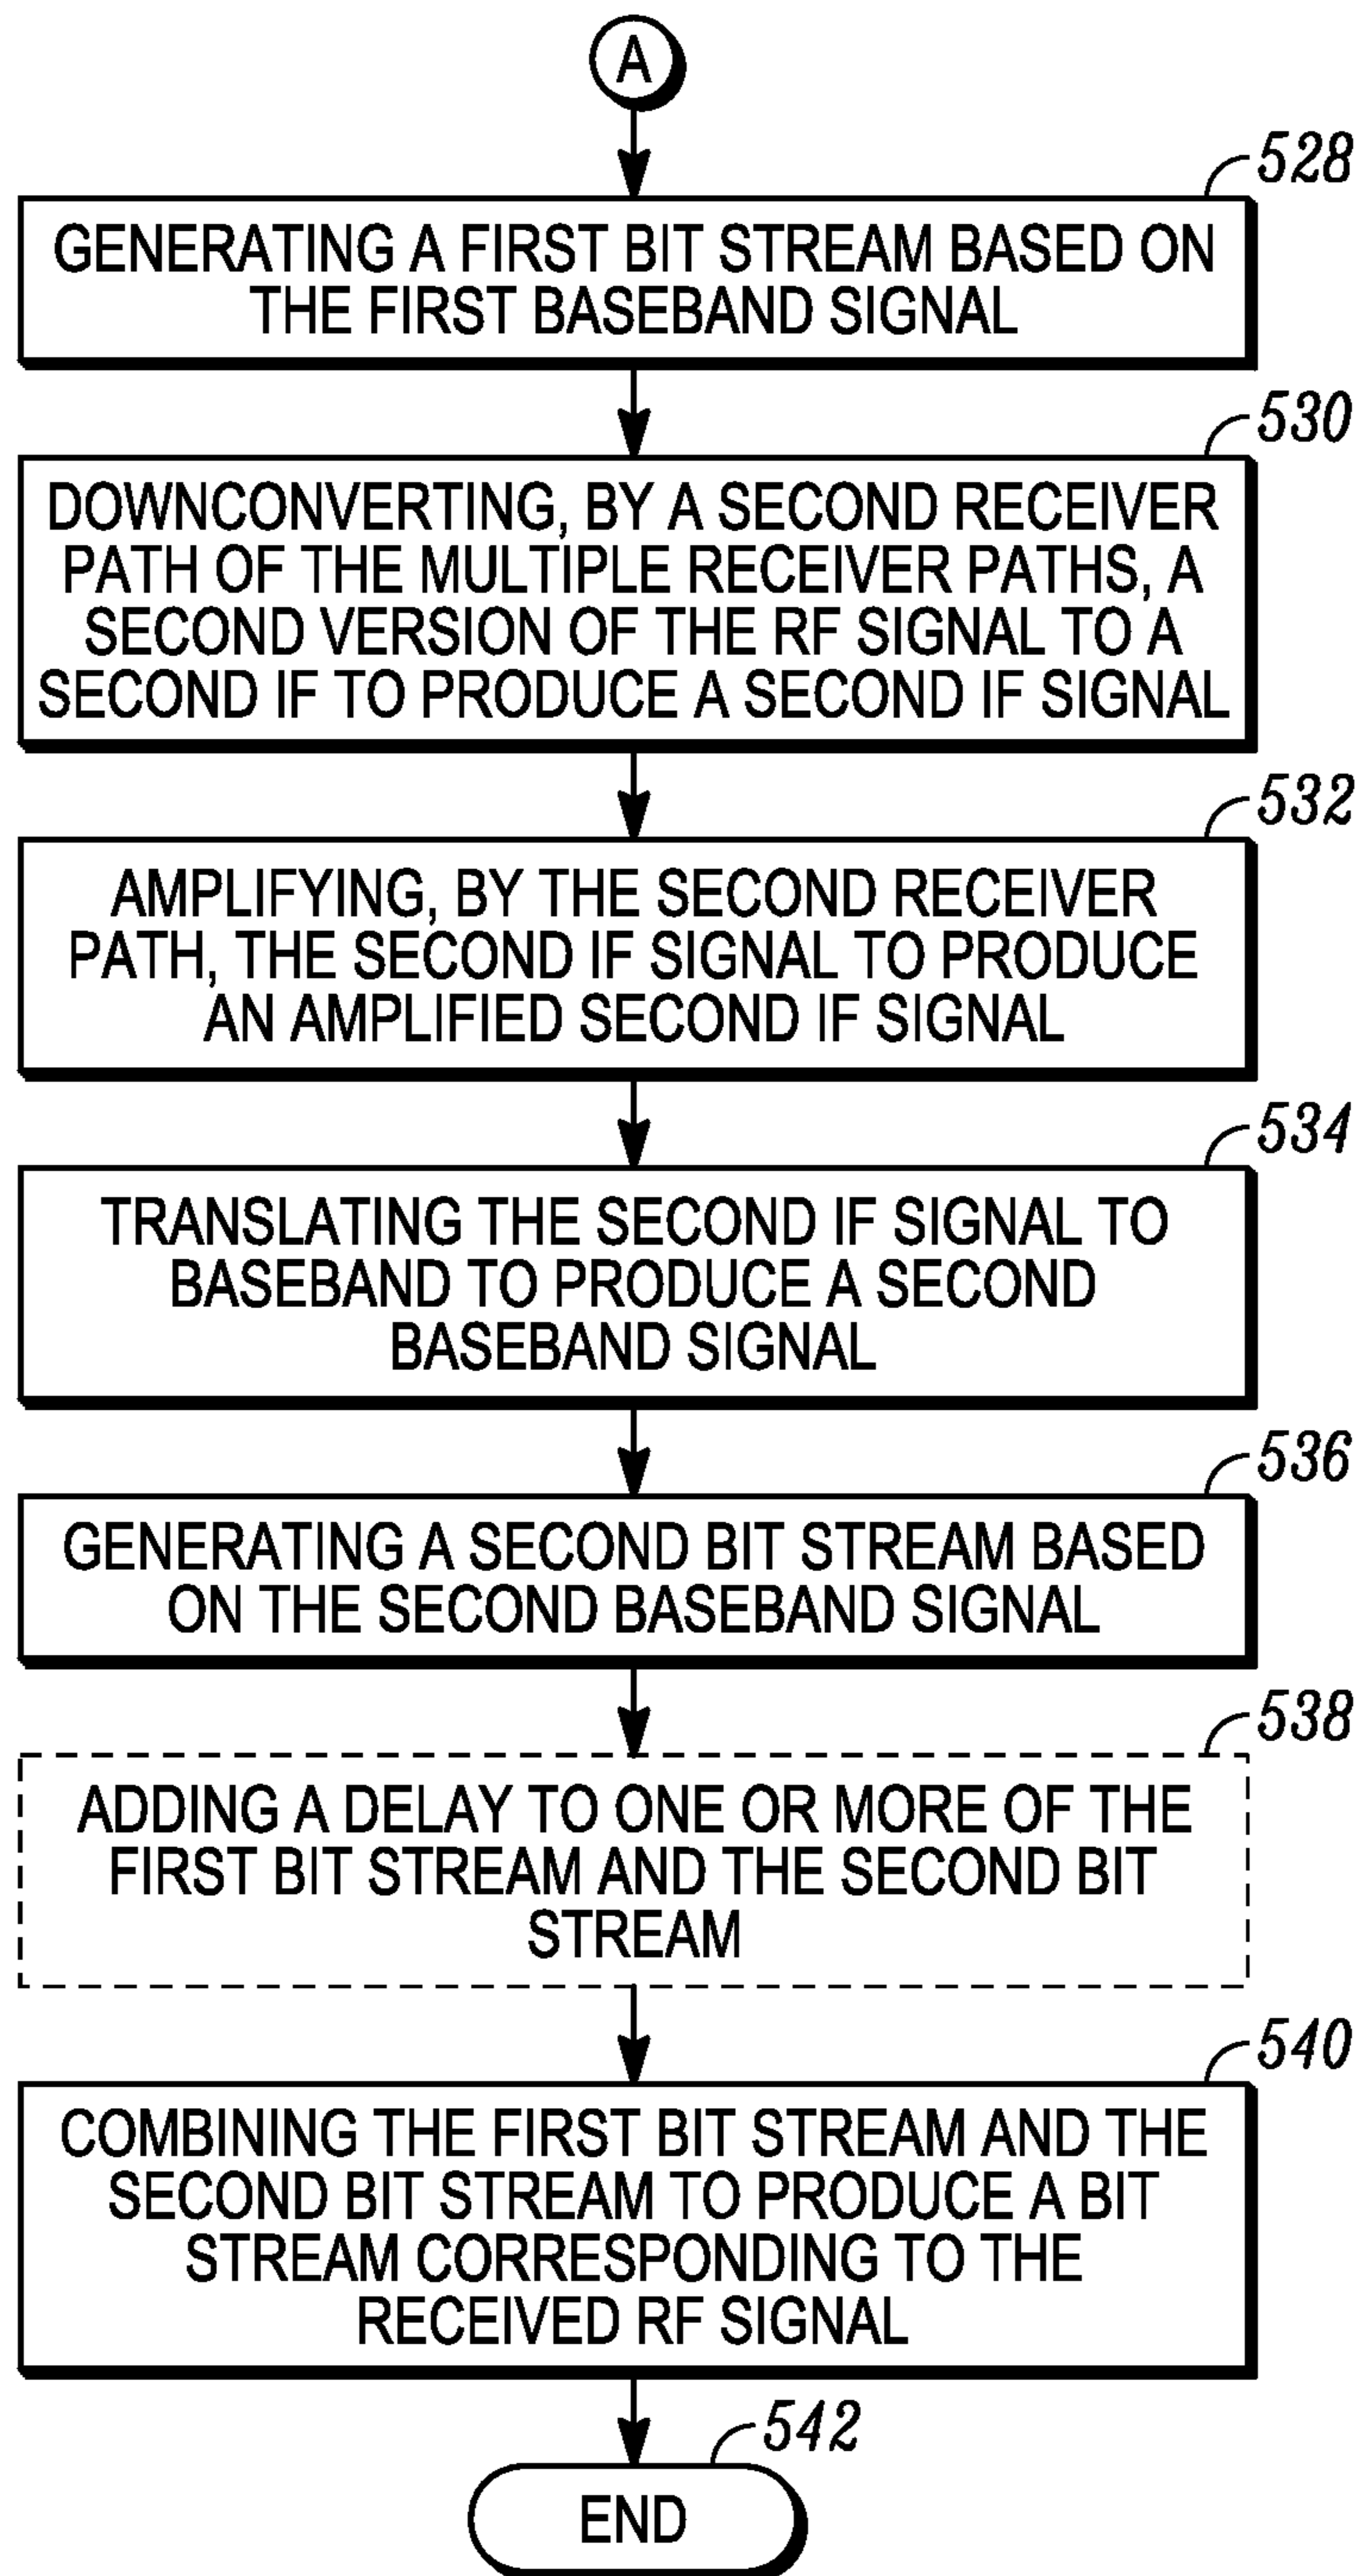 A
528
GENERATING A FIRST BIT STREAM BASED ON
THE FIRST BASEBAND SIGNAL
530
DOWNCONVERTING, BY A SECOND RECEIVER
PATH OF THE MULTIPLE RECEIVER PATHS, A
SECOND VERSION OF THE RF SIGNAL TO A
SECOND IF TO PRODUCE A SECOND IF SIGNAL
532
AMPLIFYING, BY THE SECOND RECEIVER
PATH, THE SECOND IF SIGNAL TO PRODUCE
AN AMPLIFIED SECOND IF SIGNAL
534
TRANSLATING THE SECOND IF SIGNAL TO
BASEBAND TO PRODUCE A SECOND
BASEBAND SIGNAL
536
GENERATING A SECOND BIT STREAM BASED
ON THE SECOND BASEBAND SIGNAL
538
ADDING A DELAY TO ONE OR MORE OF THE
FIRST BIT STREAM AND THE SECOND BIT
STREAM
540
COMBINING THE FIRST BIT STREAM AND THE
SECOND BIT STREAM TO PRODUCE A BIT
STREAM CORRESPONDING TO THE
RECEIVED RF SIGNAL
542
END